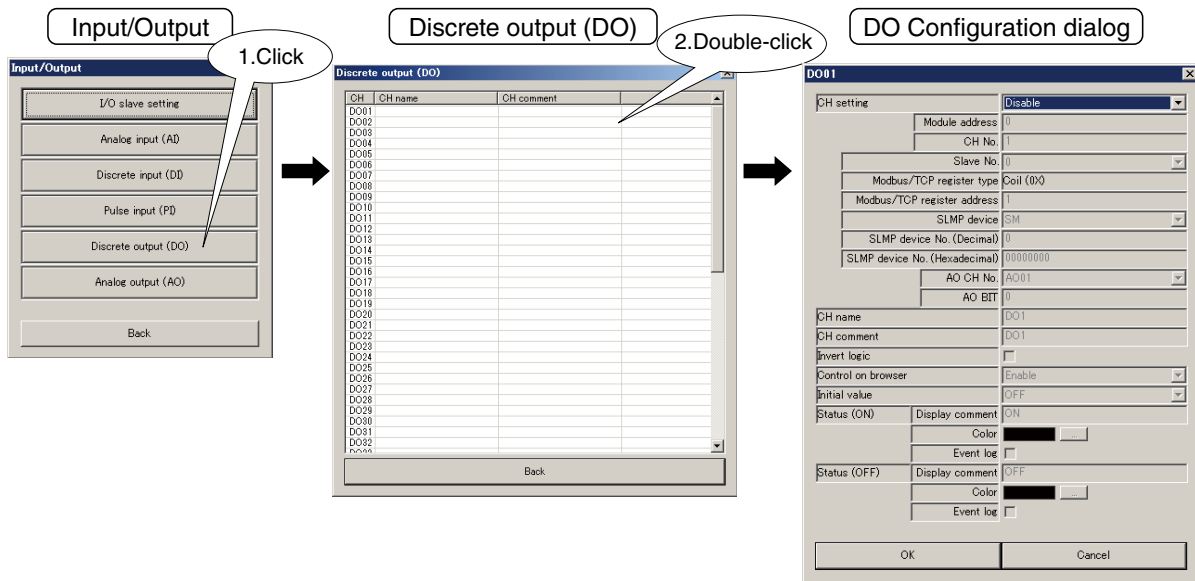 Input/Output
1.Click
Input/Output
I/O slave setting
Analog input (AI)
Discrete input (DI)
Pulse input (PI)
Discrete output (DO)
Analog output (AO)
Back
Discrete output (DO)
2.Double-click
Discrete output (DO)
CH CH name CH comment
DO01
DO02
DO03
DO04
DO05
DO06
DO07
DO08
DO09
DO10
DO11
DO12
DO13
DO14
DO15
DO16
DO17
DO18
DO19
DO20
DO21
DO22
DO23
DO24
DO25
DO26
DO27
DO28
DO29
DO30
DO31
DO32
Back
DO Configuration dialog
DO01
CH setting Disable
Module address 0
CH No. 1
Slave No. 0
Modbus/TCP register type Coil (0X)
Modbus/TCP register address 1
SLMP device SM
SLMP device No. (Decimal) 0
SLMP device No. (Hexadecimal) 00000000
AO CH No. AO01
AO BIT 0
CH name DO1
CH comment DO1
Invert logic
Control on browser Enable
Initial value OFF
Status (ON) Display comment ON
Color ...
Event log
Status (OFF) Display comment OFF
Color ...
Event log
OK Cancel